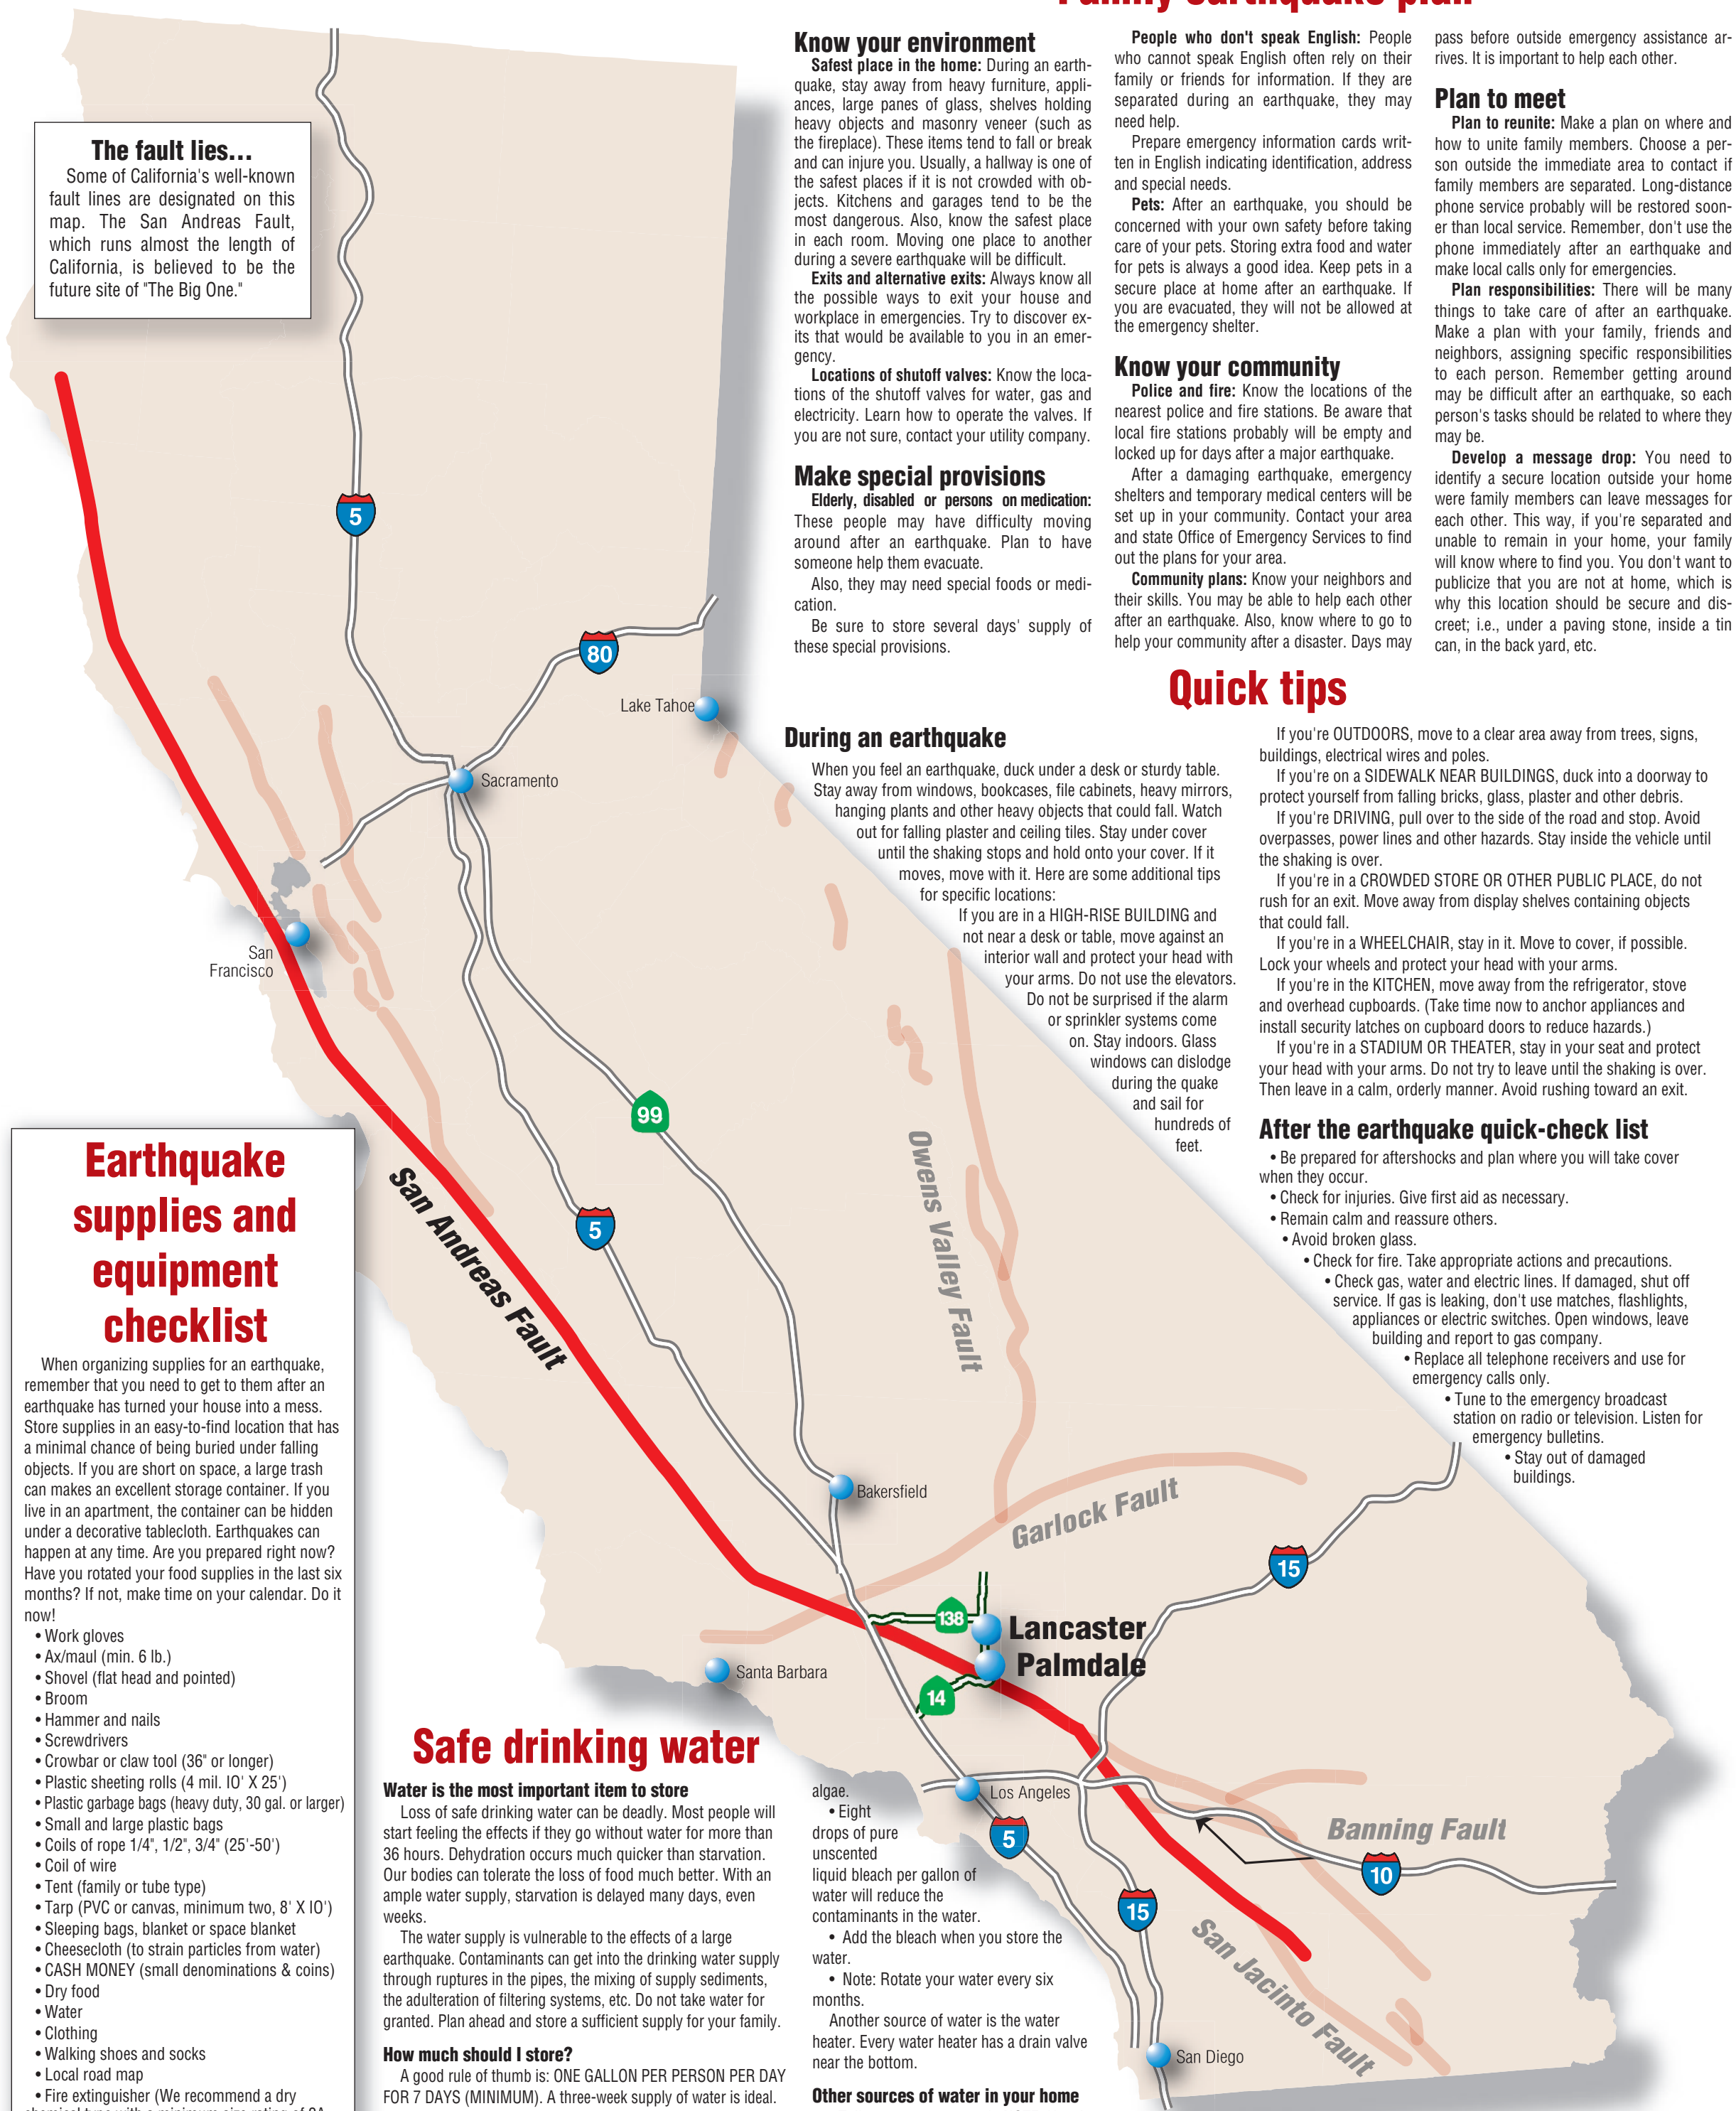 Family earthquake plan
Know your environment
Safest place in the home: During an earth-
quake, stay away from heavy furniture, appli-
ances, large panes of glass, shelves holding
heavy objects and masonry veneer (such as
the fireplace). These items tend to fall or break
and can injure you. Usually, a hallway is one of
the safest places if it is not crowded with ob-
jects. Kitchens and garages tend to be the
most dangerous. Also, know the safest place
in each room. Moving one place to another
during a severe earthquake will be difficult.
Exits and alternative exits: Always know all
the possible ways to exit your house and
workplace in emergencies. Try to discover ex-
its that would be available to you in an emer-
gency.
Locations of shutoff valves: Know the loca-
tions of the shutoff valves for water, gas and
electricity. Learn how to operate the valves. If
you are not sure, contact your utility company.
Make special provisions
Elderly, disabled or persons on medication:
These people may have difficulty moving
around after an earthquake. Plan to have
someone help them evacuate.
Also, they may need special foods or medi-
cation.
Be sure to store several days' supply of
these special provisions.
People who don't speak English: People
who cannot speak English often rely on their
family or friends for information. If they are
separated during an earthquake, they may
need help.
Prepare emergency information cards writ-
ten in English indicating identification, address
and special needs.
Pets: After an earthquake, you should be
concerned with your own safety before taking
care of your pets. Storing extra food and water
for pets is always a good idea. Keep pets in a
secure place at home after an earthquake. If
you are evacuated, they will not be allowed at
the emergency shelter.
Know your community
Police and fire: Know the locations of the
nearest police and fire stations. Be aware that
local fire stations probably will be empty and
locked up for days after a major earthquake.
After a damaging earthquake, emergency
shelters and temporary medical centers will be
set up in your community. Contact your area
and state Office of Emergency Services to find
out the plans for your area.
Community plans: Know your neighbors and
their skills. You may be able to help each other
after an earthquake. Also, know where to go to
help your community after a disaster. Days may
pass before outside emergency assistance ar-
rives. It is important to help each other.
Plan to meet
Plan to reunite: Make a plan on where and
how to unite family members. Choose a per-
son outside the immediate area to contact if
family members are separated. Long-distance
phone service probably will be restored soon-
er than local service. Remember, don't use the
phone immediately after an earthquake and
make local calls only for emergencies.
Plan responsibilities: There will be many
things to take care of after an earthquake.
Make a plan with your family, friends and
neighbors, assigning specific responsibilities
to each person. Remember getting around
may be difficult after an earthquake, so each
person's tasks should be related to where they
may be.
Develop a message drop: You need to
identify a secure location outside your home
were family members can leave messages for
each other. This way, if you're separated and
unable to remain in your home, your family
will know where to find you. You don't want to
publicize that you are not at home, which is
why this location should be secure and dis-
creet; i.e., under a paving stone, inside a tin
can, in the back yard, etc.
The fault lies...
Some of California's well-known
fault lines are designated on this
map. The San Andreas Fault,
which runs almost the length of
California, is believed to be the
future site of "The Big One."
5
80
Lake Tahoe
Sacramento
San
Francisco
99
5
San Andreas Fault
Owens Valley Fault
Bakersfield
Garlock Fault
15
138
Lancaster
Palmdale
14
Santa Barbara
Los Angeles
5
Banning Fault
10
15
San Jacinto Fault
San Diego
Quick tips
During an earthquake
When you feel an earthquake, duck under a desk or sturdy table.
Stay away from windows, bookcases, file cabinets, heavy mirrors,
hanging plants and other heavy objects that could fall. Watch
out for falling plaster and ceiling tiles. Stay under cover
until the shaking stops and hold onto your cover. If it
moves, move with it. Here are some additional tips
for specific locations:
If you are in a HIGH-RISE BUILDING and
not near a desk or table, move against an
interior wall and protect your head with
your arms. Do not use the elevators.
Do not be surprised if the alarm
or sprinkler systems come
on. Stay indoors. Glass
windows can dislodge
during the quake
and sail for
hundreds of
feet.
If you're OUTDOORS, move to a clear area away from trees, signs,
buildings, electrical wires and poles.
If you're on a SIDEWALK NEAR BUILDINGS, duck into a doorway to
protect yourself from falling bricks, glass, plaster and other debris.
If you're DRIVING, pull over to the side of the road and stop. Avoid
overpasses, power lines and other hazards. Stay inside the vehicle until
the shaking is over.
If you're in a CROWDED STORE OR OTHER PUBLIC PLACE, do not
rush for an exit. Move away from display shelves containing objects
that could fall.
If you're in a WHEELCHAIR, stay in it. Move to cover, if possible.
Lock your wheels and protect your head with your arms.
If you're in the KITCHEN, move away from the refrigerator, stove
and overhead cupboards. (Take time now to anchor appliances and
install security latches on cupboard doors to reduce hazards.)
If you're in a STADIUM OR THEATER, stay in your seat and protect
your head with your arms. Do not try to leave until the shaking is over.
Then leave in a calm, orderly manner. Avoid rushing toward an exit.
After the earthquake quick-check list
• Be prepared for aftershocks and plan where you will take cover
when they occur.
• Check for injuries. Give first aid as necessary.
• Remain calm and reassure others.
• Avoid broken glass.
• Check for fire. Take appropriate actions and precautions.
• Check gas, water and electric lines. If damaged, shut off
service. If gas is leaking, don't use matches, flashlights,
appliances or electric switches. Open windows, leave
building and report to gas company.
• Replace all telephone receivers and use for
emergency calls only.
• Tune to the emergency broadcast
station on radio or television. Listen for
emergency bulletins.
• Stay out of damaged
buildings.
Earthquake
supplies and
equipment
checklist
When organizing supplies for an earthquake,
remember that you need to get to them after an
earthquake has turned your house into a mess.
Store supplies in an easy-to-find location that has
a minimal chance of being buried under falling
objects. If you are short on space, a large trash
can makes an excellent storage container. If you
live in an apartment, the container can be hidden
under a decorative tablecloth. Earthquakes can
happen at any time. Are you prepared right now?
Have you rotated your food supplies in the last six
months? If not, make time on your calendar. Do it
now!
• Work gloves
• Ax/maul (min. 6 lb.)
• Shovel (flat head and pointed)
• Broom
• Hammer and nails
• Screwdrivers
• Crowbar or claw tool (36" or longer)
• Plastic sheeting rolls (4 mil. IO' X 25')
• Plastic garbage bags (heavy duty, 30 gal. or larger)
• Small and large plastic bags
• Coils of rope 1/4", 1/2", 3/4" (25'-50')
• Coil of wire
• Tent (family or tube type)
• Tarp (PVC or canvas, minimum two, 8' X IO')
• Sleeping bags, blanket or space blanket
• Cheesecloth (to strain particles from water)
• CASH MONEY (small denominations & coins)
• Dry food
• Water
• Clothing
• Walking shoes and socks
• Local road map
• Fire extinguisher (We recommend a dry
chemical type with a minimum size rating of 2A
Safe drinking water
Water is the most important item to store
Loss of safe drinking water can be deadly. Most people will
start feeling the effects if they go without water for more than
36 hours. Dehydration occurs much quicker than starvation.
Our bodies can tolerate the loss of food much better. With an
ample water supply, starvation is delayed many days, even
weeks.
The water supply is vulnerable to the effects of a large
earthquake. Contaminants can get into the drinking water supply
through ruptures in the pipes, the mixing of supply sediments,
the adulteration of filtering systems, etc. Do not take water for
granted. Plan ahead and store a sufficient supply for your family.
How much should I store?
A good rule of thumb is: ONE GALLON PER PERSON PER DAY
FOR 7 DAYS (MINIMUM). A three-week supply of water is ideal.
algae.
• Eight
drops of pure
unscented
liquid bleach per gallon of
water will reduce the
contaminants in the water.
• Add the bleach when you store the
water.
• Note: Rotate your water every six
months.
Another source of water is the water
heater. Every water heater has a drain valve
near the bottom.
Other sources of water in your home